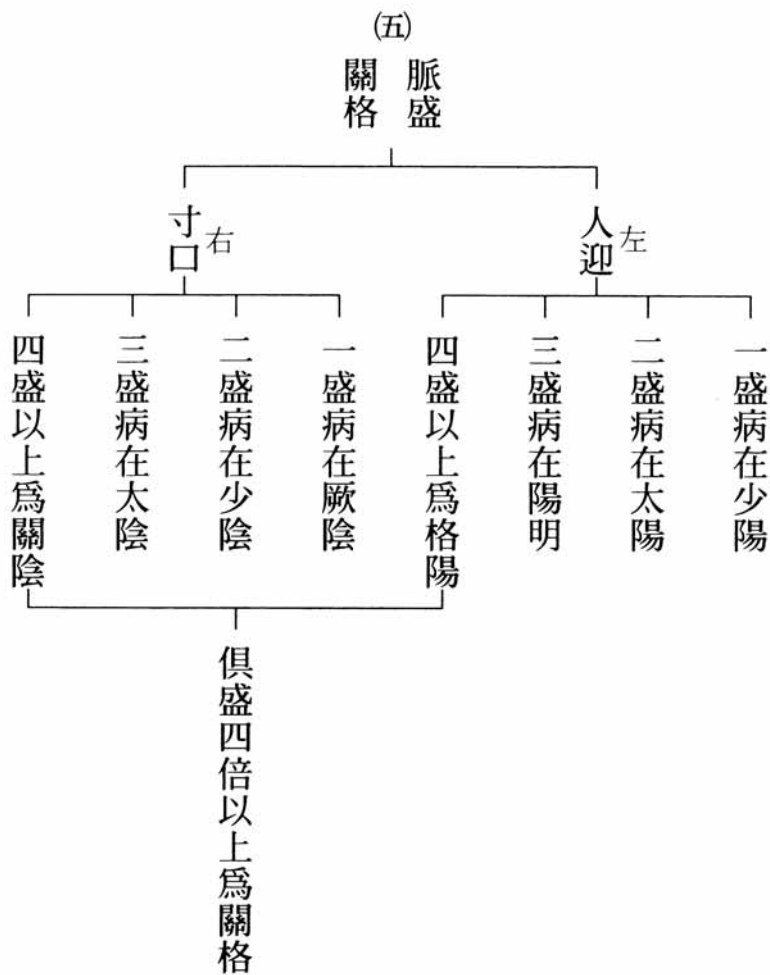 ㈤
脈盛
關格
人迎
左
寸口
右
一盛病在少陽
二盛病在太陽
三盛病在陽明
四盛以上爲格陽
一盛病在厥陰
二盛病在少陰
三盛病在太陰
四盛以上爲關陰
俱盛四倍以上爲關格